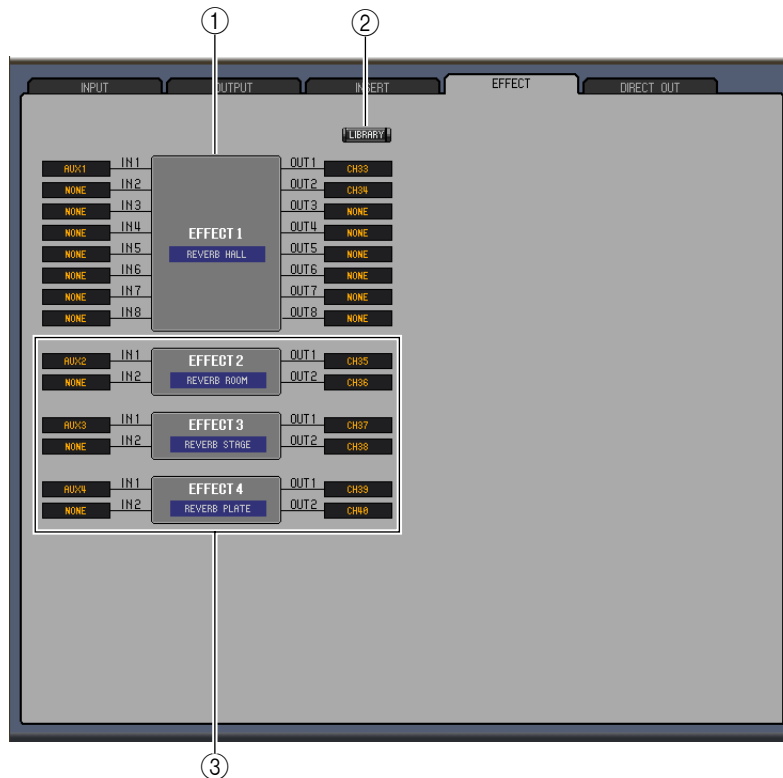 ① ②
INPUT OUTPUT INSERT EFFECT DIRECT OUT
LIBRARY
AUX1 IN1 OUT1 CH33
NONE IN2 OUT2 CH34
NONE IN3 OUT3 NONE
NONE IN4 EFFECT 1 OUT4 NONE
NONE IN5 REVERB HALL OUT5 NONE
NONE IN6 OUT6 NONE
NONE IN7 OUT7 NONE
NONE IN8 OUT8 NONE
AUX2 IN1 EFFECT 2 OUT1 CH35
NONE IN2 REVERB ROOM OUT2 CH36
AUX3 IN1 EFFECT 3 OUT1 CH37
NONE IN2 REVERB STAGE OUT2 CH38
AUX4 IN1 EFFECT 4 OUT1 CH39
NONE IN2 REVERB PLATE OUT2 CH40
③